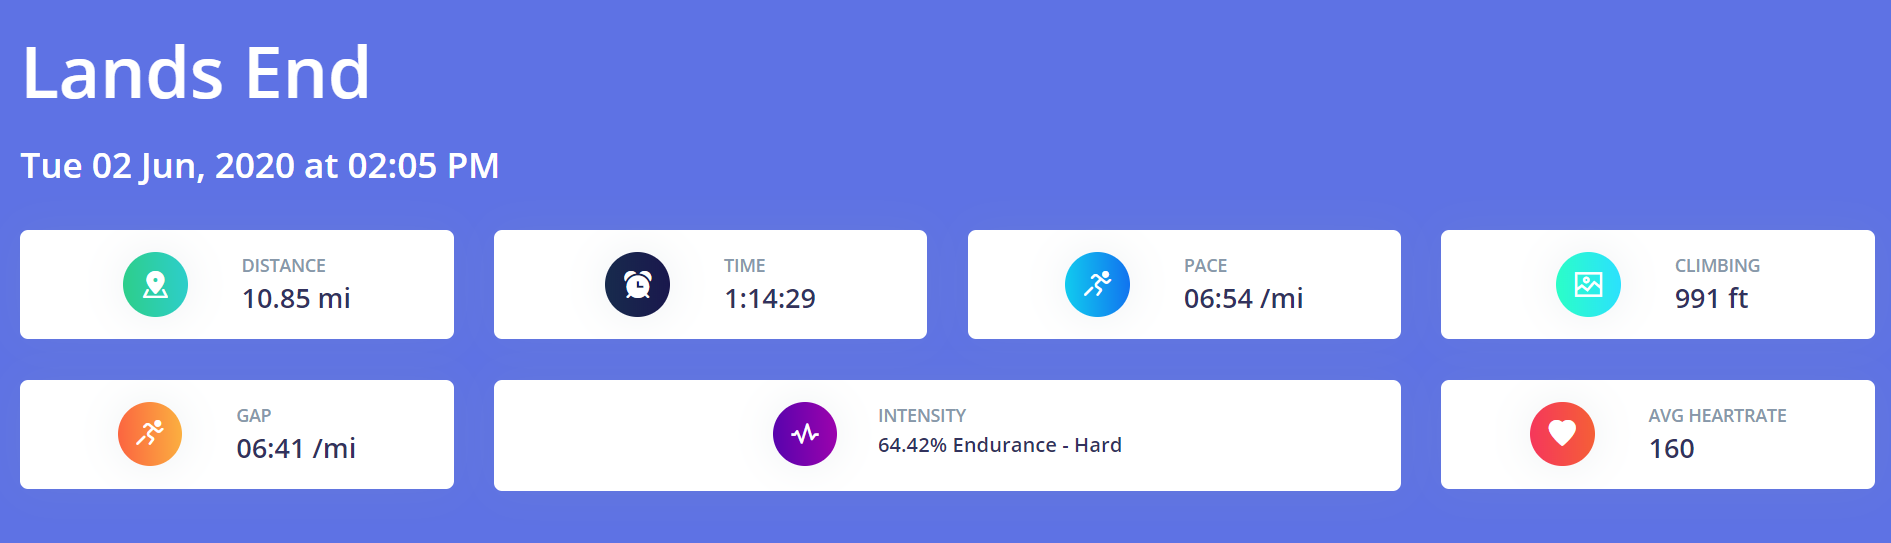 Lands End
Tue 02 Jun, 2020 at 02:05 PM
DISTANCE
10.85 mi
TIME
1:14:29
PACE
06:54 /mi
CLIMBING
991 ft
GAP
06:41 /mi
INTENSITY
64.42% Endurance - Hard
AVG HEARTRATE
160